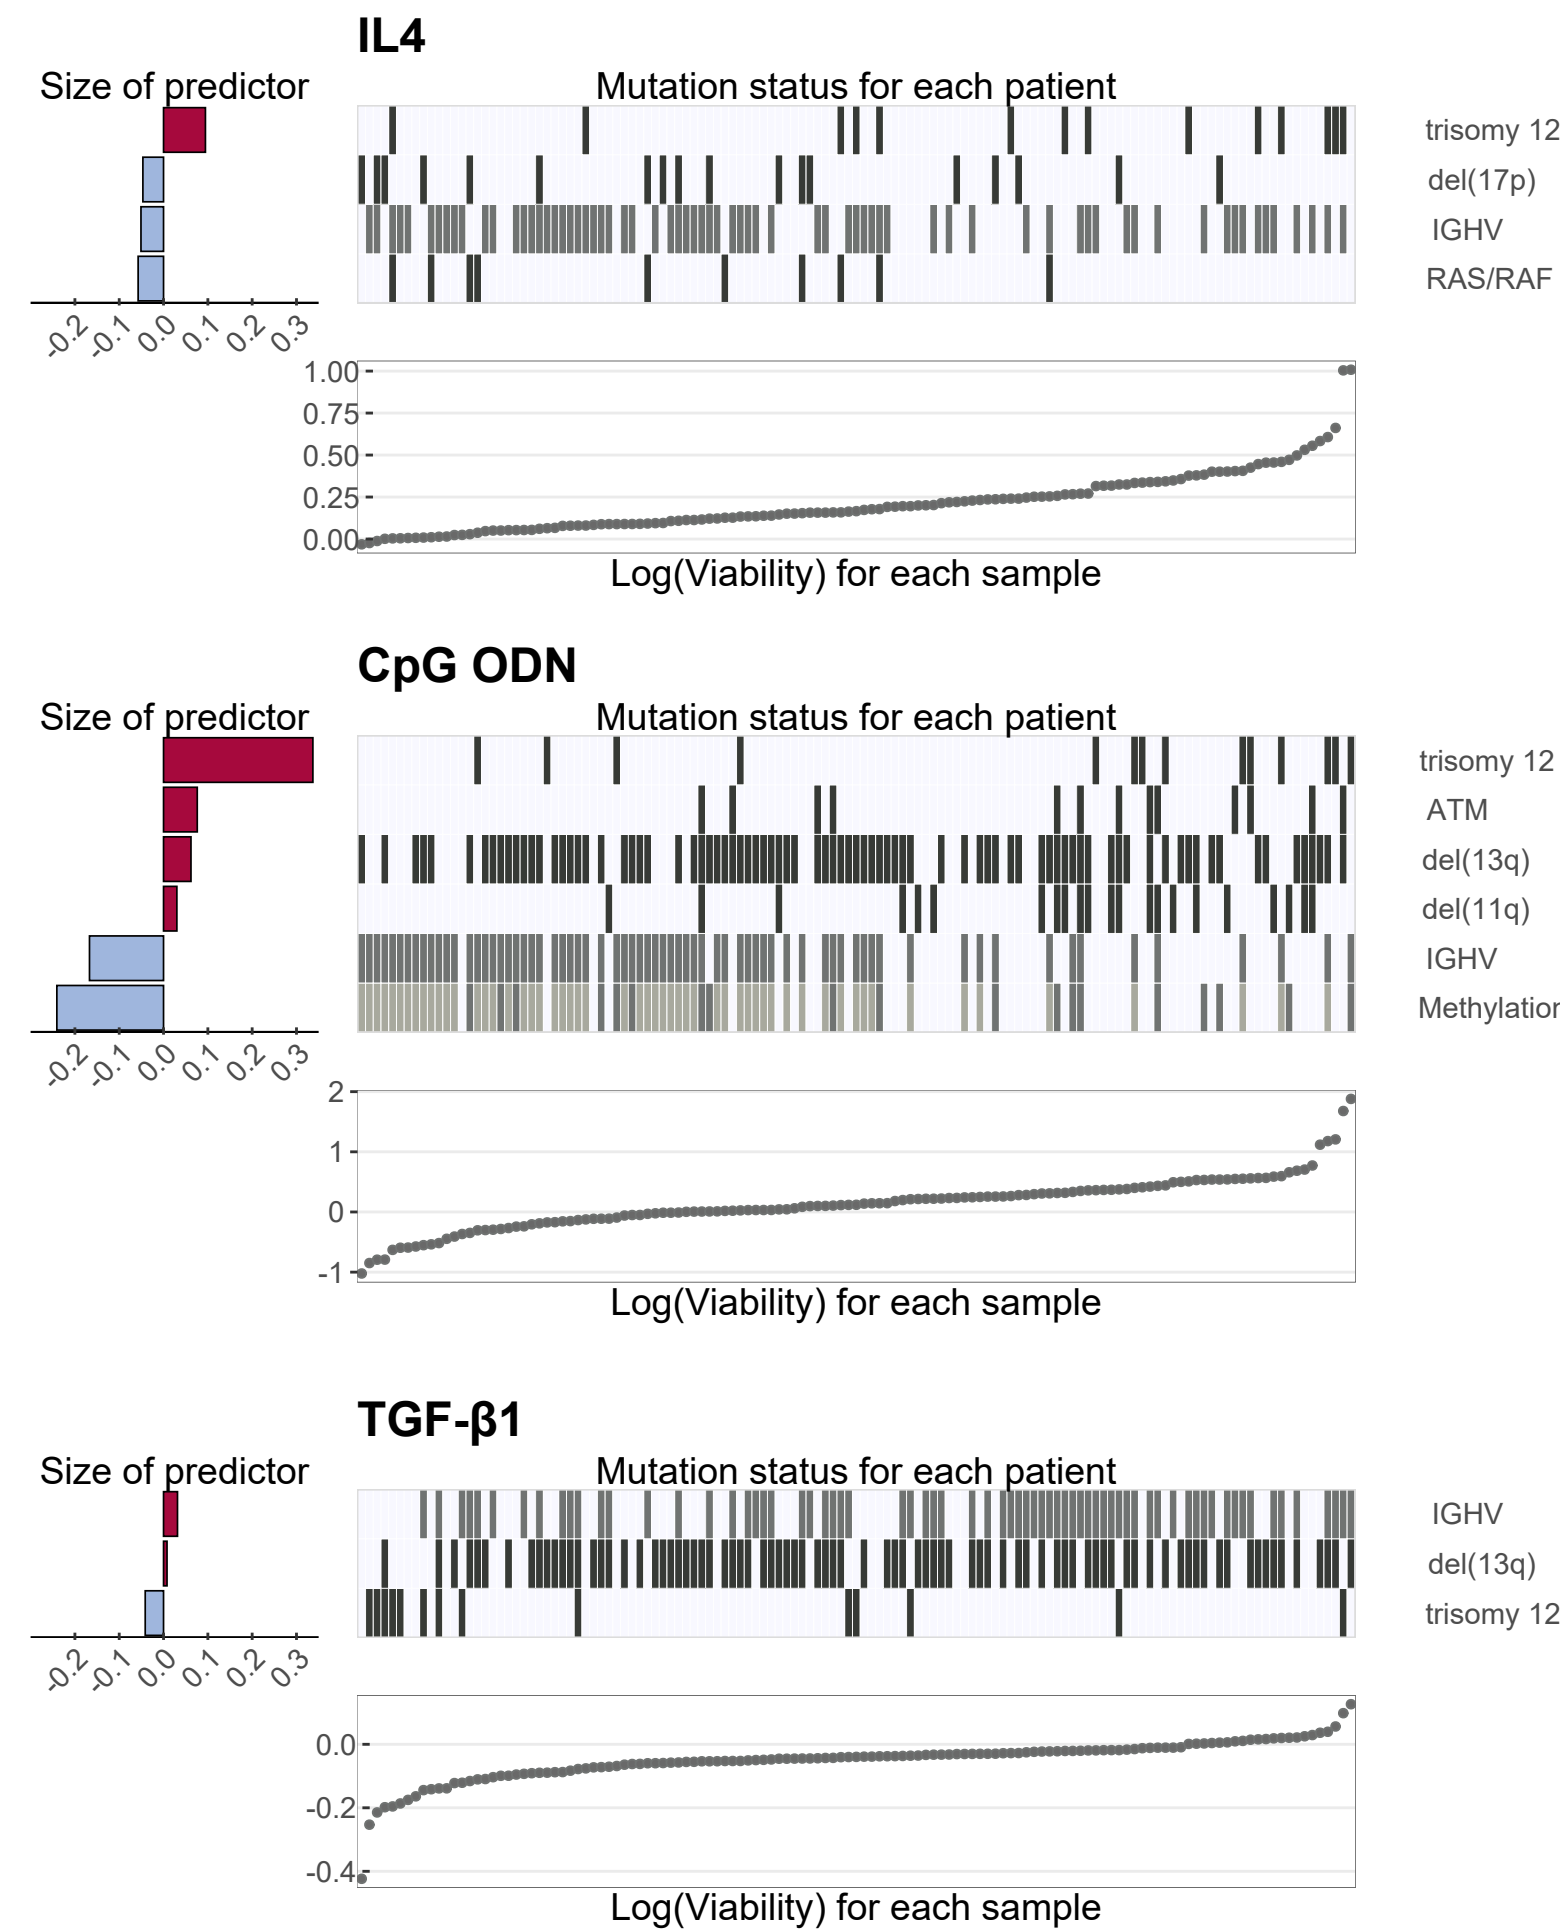 IL4
Size of predictor
Mutation status for each patient
trisomy 12
del(17p)
IGHV
RAS/RAF
-0.2 -0.1 0.0 0.1 0.2 0.3
1.00
0.75
0.50
0.25
0.00
Log(Viability) for each sample
CpG ODN
Size of predictor
Mutation status for each patient
trisomy 12
ATM
del(13q)
del(11q)
IGHV
Methylation
-0.2 -0.1 0.0 0.1 0.2 0.3
2
1
0
-1
Log(Viability) for each sample
TGF-β1
Size of predictor
Mutation status for each patient
IGHV
del(13q)
trisomy 12
-0.2 -0.1 0.0 0.1 0.2 0.3
0.0
-0.2
-0.4
Log(Viability) for each sample